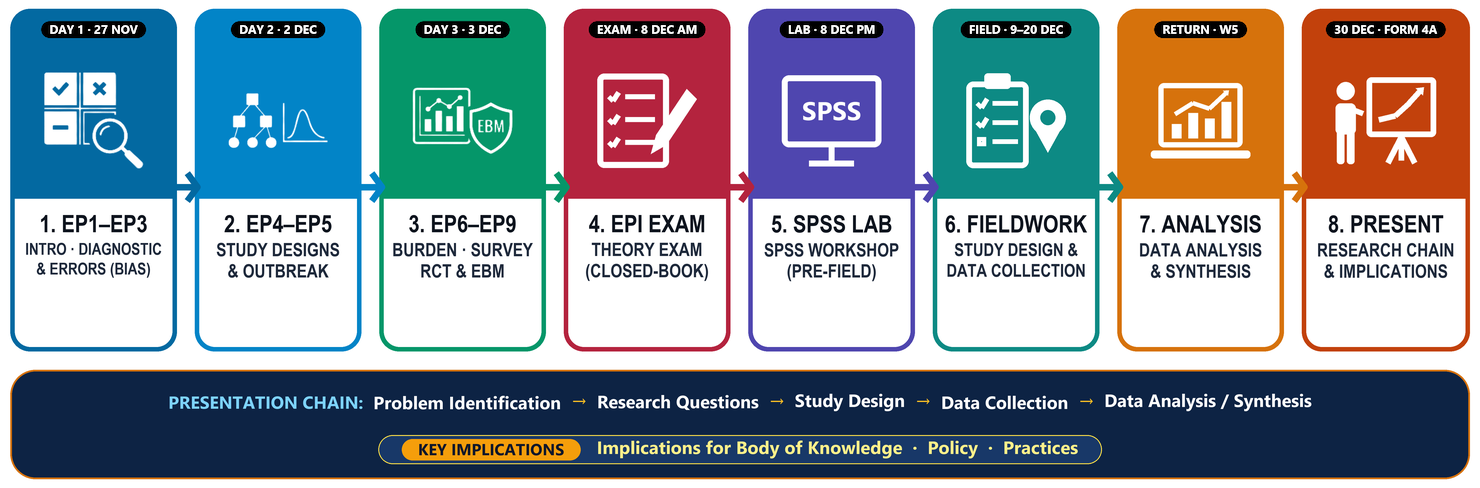 DAY 1 · 27 NOV
1. EP1–EP3
INTRO · DIAGNOSTIC
& ERRORS (BIAS)
DAY 2 · 2 DEC
2. EP4–EP5
STUDY DESIGNS
& OUTBREAK
DAY 3 · 3 DEC
EBM
3. EP6–EP9
BURDEN · SURVEY
RCT & EBM
EXAM · 8 DEC AM
4. EPI EXAM
THEORY EXAM
(CLOSED-BOOK)
LAB · 8 DEC PM
SPSS
5. SPSS LAB
SPSS WORKSHOP
(PRE-FIELD)
FIELD · 9–20 DEC
6. FIELDWORK
STUDY DESIGN &
DATA COLLECTION
RETURN · W5
7. ANALYSIS
DATA ANALYSIS
& SYNTHESIS
30 DEC · FORM 4A
8. PRESENT
RESEARCH CHAIN
& IMPLICATIONS
PRESENTATION CHAIN: Problem Identification → Research Questions → Study Design → Data Collection → Data Analysis / Synthesis
KEY IMPLICATIONS Implications for Body of Knowledge · Policy · Practices